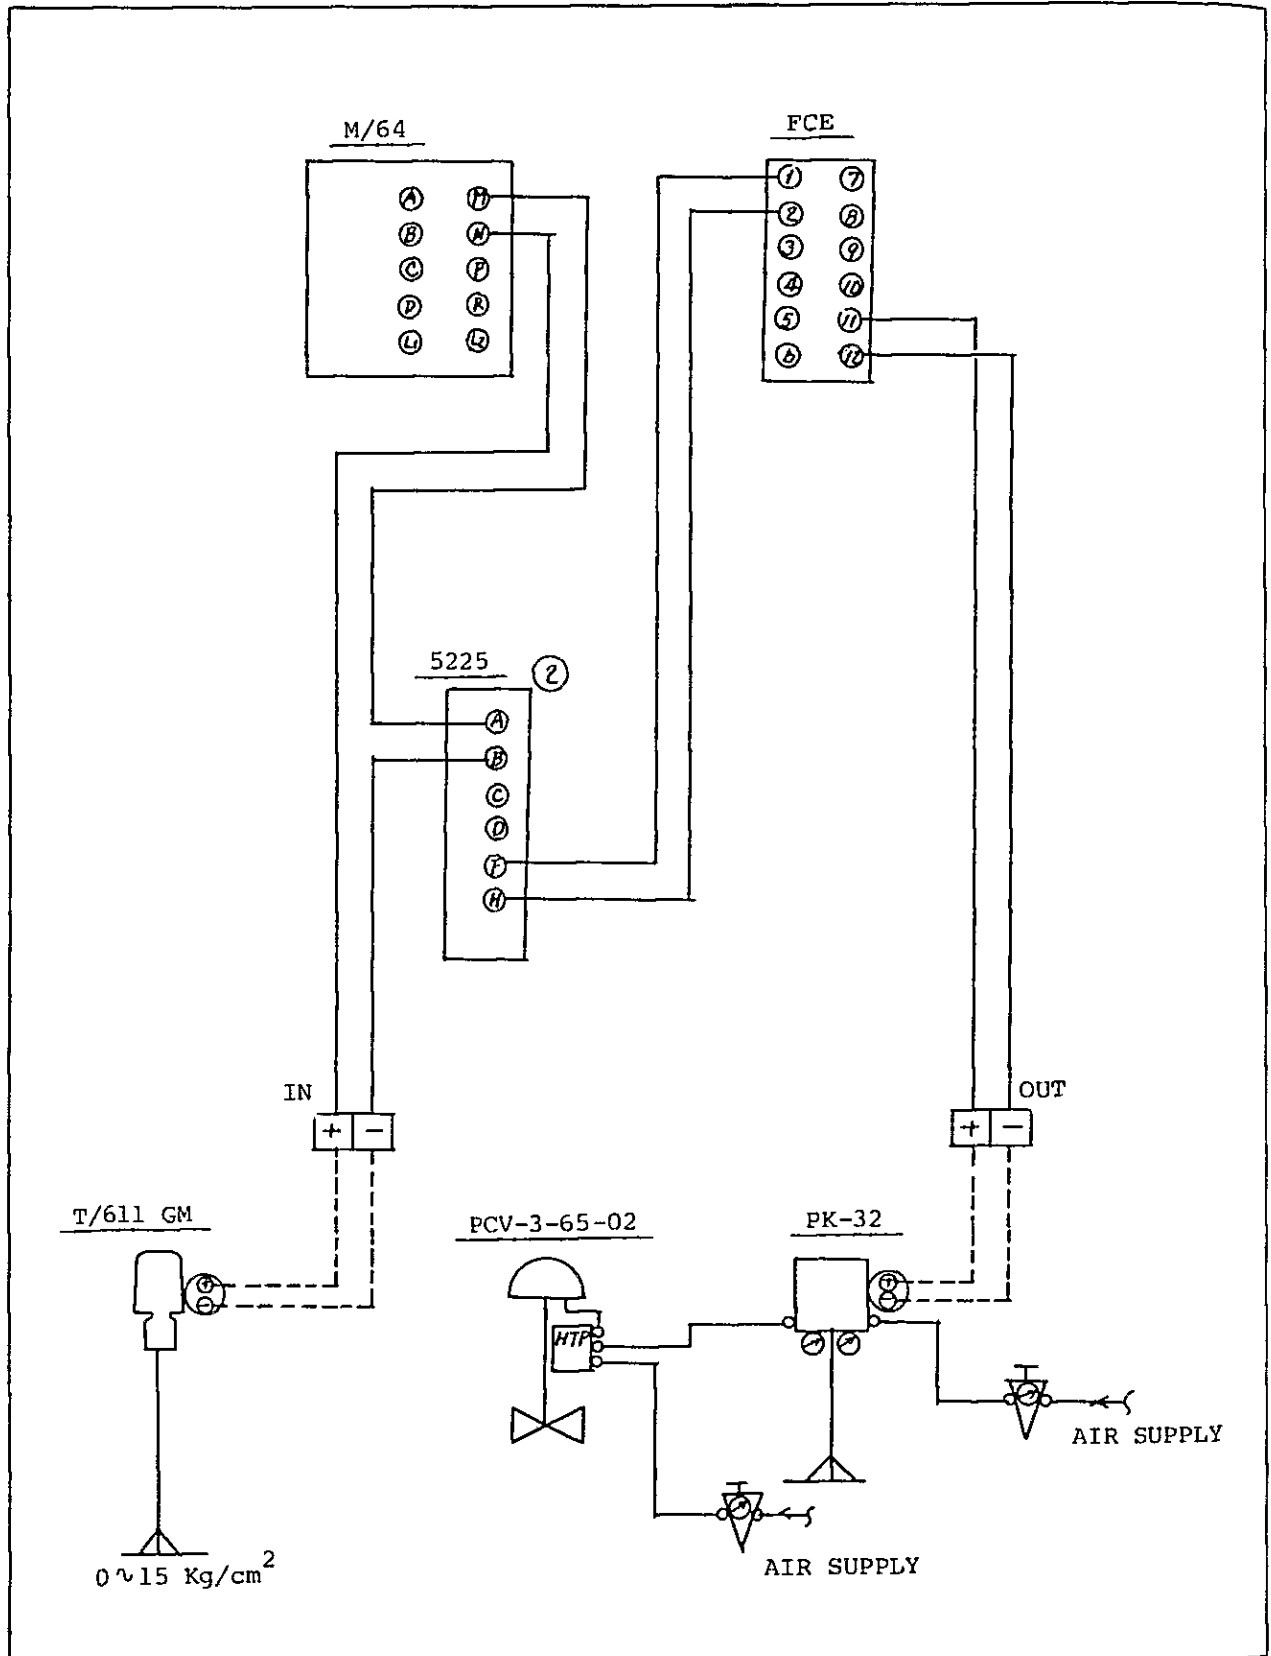 M/64
FCE
A M
B N
C P
D R
L1 L2
1 7
2 8
3 9
4 10
5 11
6 12
5225 2
A
B
C
D
F
H
IN
OUT
+ -
+ -
T/611 GM
PCV-3-65-02
PK-32
+
-
+
-
HTP
AIR SUPPLY
AIR SUPPLY
0~15 Kg/cm²